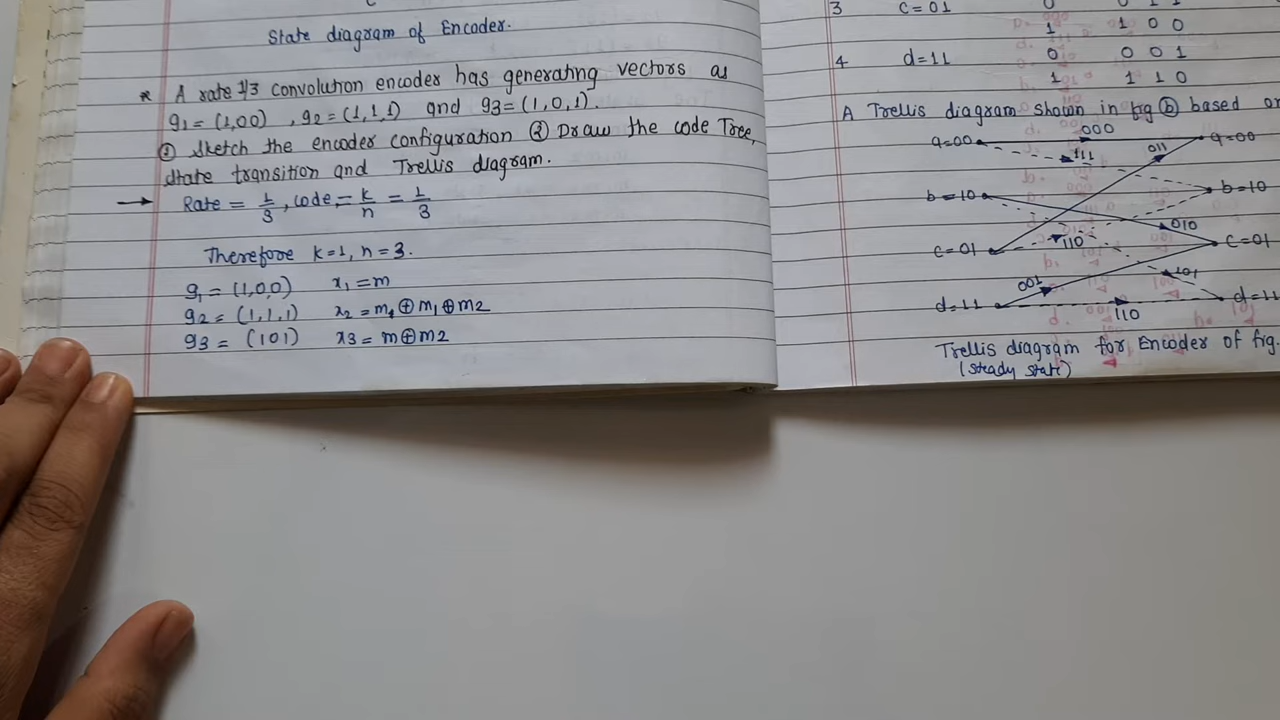 State diagram of Encoder.
* A rate 1/3 convolution encoder has generating vectors as
g1 = (1,00) , g2 = (1,1,1) and g3 = (1,0,1).
① Sketch the encoder configuration ② Draw the code Tree,
state transition and Trellis diagram.
→ Rate = 1/3, code = k/n = 1/3
Therefore k=1, n=3.
g1 = (1,0,0) x1 = m
g2 = (1,1,1) x2 = m ⊕ m1 ⊕ m2
g3 = (101) x3 = m ⊕ m2
3 c=01 0 0 1 1
1 1 0 0
4 d=11 0 0 0 1
1 1 1 0
A Trellis diagram shown in fig ⓑ based on
a=00 000 a=00
111 011
b=10 b=10
010
c=01 110 c=01
101
001
d=11 110 d=11
Trellis diagram for Encoder of fig.
(steady state)